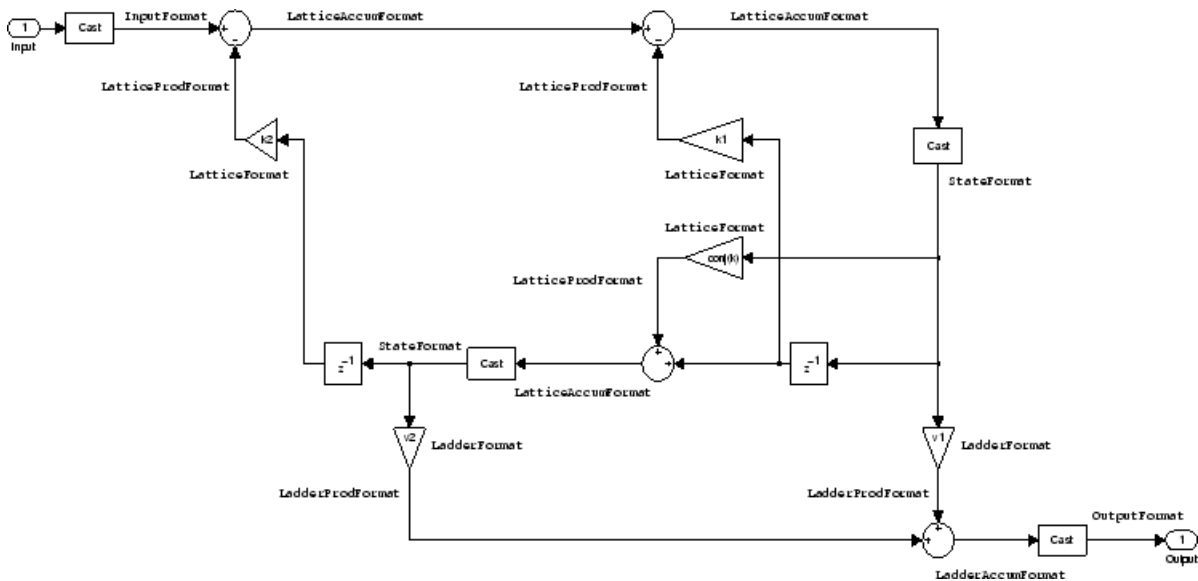 InputFormat
LatticeAccumFormat
LatticeAccumFormat
1
Input
Cast
+
−
+
−
LatticeProdFormat
LatticeProdFormat
k2
k1
Cast
LatticeFormat
LatticeFormat
StateFormat
LatticeFormat
conj(k)
LatticeProdFormat
StateFormat
z⁻¹
Cast
+
+
z⁻¹
LatticeAccumFormat
v2
LadderFormat
v1
LadderFormat
LadderProdFormat
LadderProdFormat
OutputFormat
+
+
Cast
1
Output
LadderAccumFormat